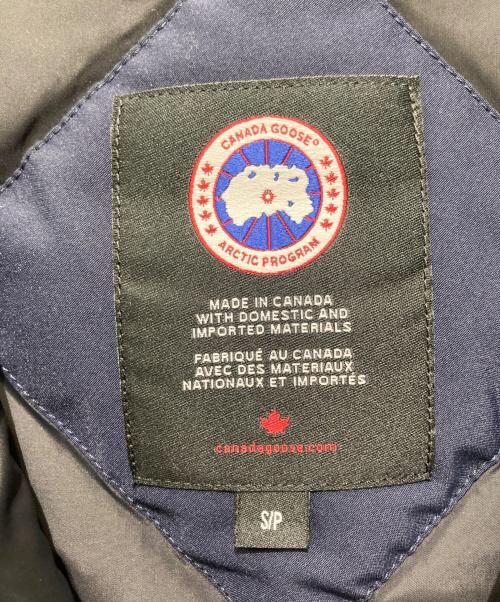 CANADA GOOSE®
ARCTIC PROGRAM
MADE IN CANADA
WITH DOMESTIC AND
IMPORTED MATERIALS
FABRIQUÉ AU CANADA
AVEC DES MATERIAUX
NATIONAUX ET IMPORTÉS
canadagoose.com
S/P